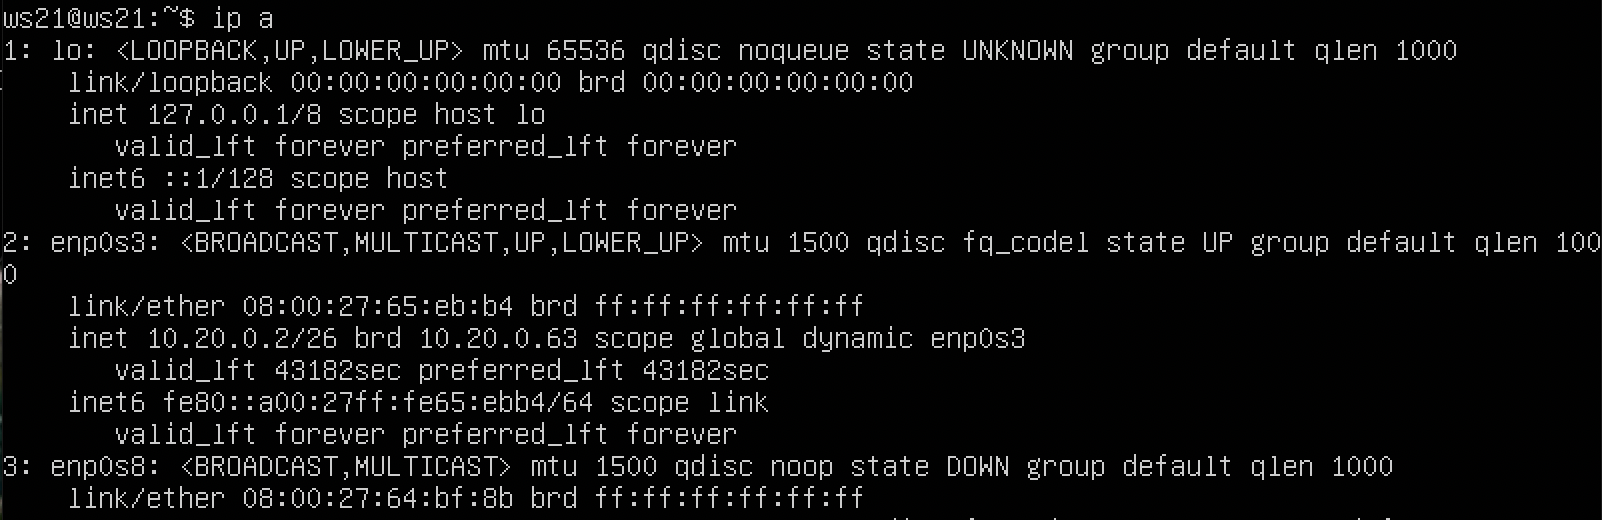 ws21@ws21:~$ ip a
1: lo: <LOOPBACK,UP,LOWER_UP> mtu 65536 qdisc noqueue state UNKNOWN group default qlen 1000
link/loopback 00:00:00:00:00:00 brd 00:00:00:00:00:00
inet 127.0.0.1/8 scope host lo
valid_lft forever preferred_lft forever
inet6 ::1/128 scope host
valid_lft forever preferred_lft forever
2: enp0s3: <BROADCAST,MULTICAST,UP,LOWER_UP> mtu 1500 qdisc fq_codel state UP group default qlen 100
0
link/ether 08:00:27:65:eb:b4 brd ff:ff:ff:ff:ff:ff
inet 10.20.0.2/26 brd 10.20.0.63 scope global dynamic enp0s3
valid_lft 43182sec preferred_lft 43182sec
inet6 fe80::a00:27ff:fe65:ebb4/64 scope link
valid_lft forever preferred_lft forever
3: enp0s8: <BROADCAST,MULTICAST> mtu 1500 qdisc noop state DOWN group default qlen 1000
link/ether 08:00:27:64:bf:8b brd ff:ff:ff:ff:ff:ff